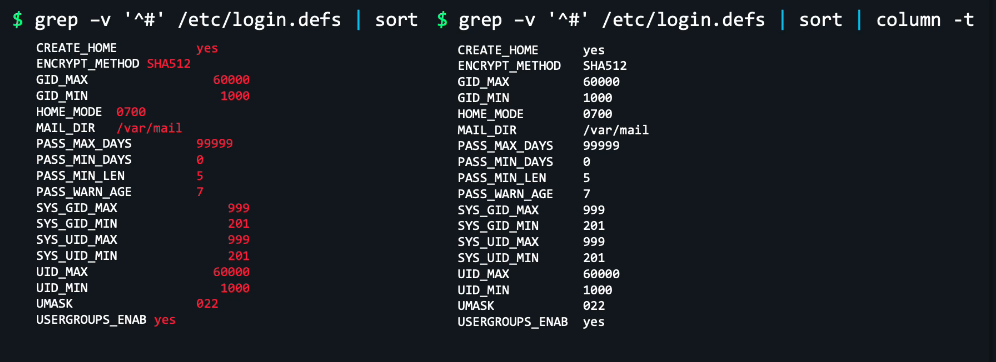 $ grep -v '^#' /etc/login.defs | sort
CREATE_HOME yes
ENCRYPT_METHOD SHA512
GID_MAX 60000
GID_MIN 1000
HOME_MODE 0700
MAIL_DIR /var/mail
PASS_MAX_DAYS 99999
PASS_MIN_DAYS 0
PASS_MIN_LEN 5
PASS_WARN_AGE 7
SYS_GID_MAX 999
SYS_GID_MIN 201
SYS_UID_MAX 999
SYS_UID_MIN 201
UID_MAX 60000
UID_MIN 1000
UMASK 022
USERGROUPS_ENAB yes
$ grep -v '^#' /etc/login.defs | sort | column -t
CREATE_HOME yes
ENCRYPT_METHOD SHA512
GID_MAX 60000
GID_MIN 1000
HOME_MODE 0700
MAIL_DIR /var/mail
PASS_MAX_DAYS 99999
PASS_MIN_DAYS 0
PASS_MIN_LEN 5
PASS_WARN_AGE 7
SYS_GID_MAX 999
SYS_GID_MIN 201
SYS_UID_MAX 999
SYS_UID_MIN 201
UID_MAX 60000
UID_MIN 1000
UMASK 022
USERGROUPS_ENAB yes